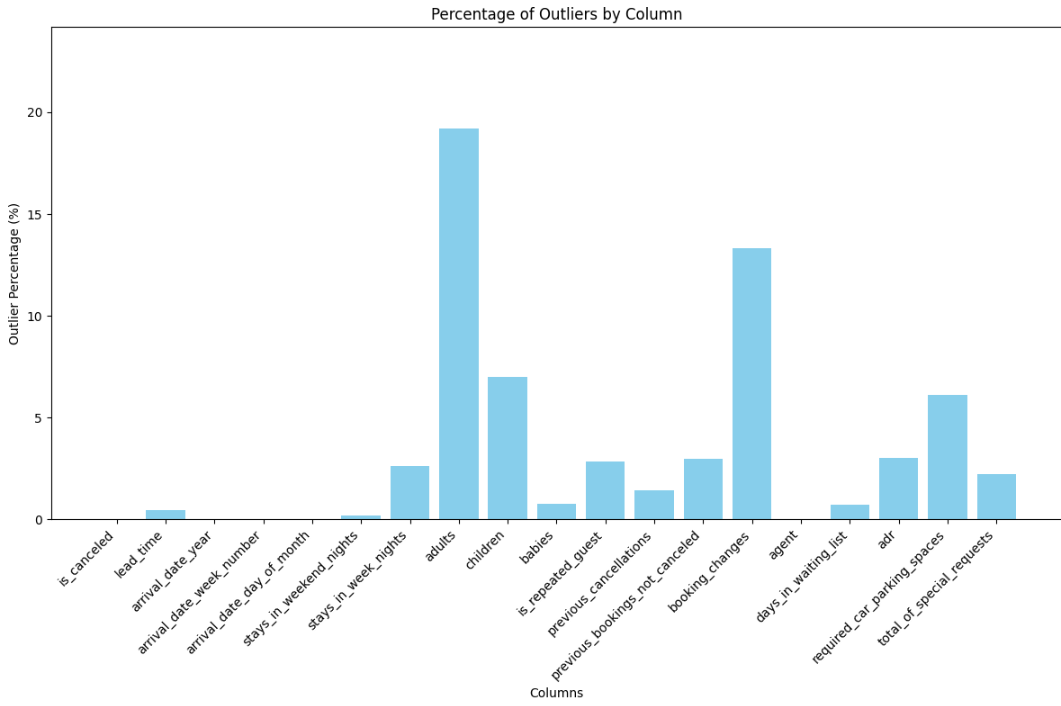 Percentage of Outliers by Column
Outlier Percentage (%)
20
15
10
5
0
is_canceled
lead_time
arrival_date_year
arrival_date_week_number
arrival_date_day_of_month
stays_in_weekend_nights
stays_in_week_nights
adults
children
babies
is_repeated_guest
previous_cancellations
previous_bookings_not_canceled
booking_changes
agent
days_in_waiting_list
adr
required_car_parking_spaces
total_of_special_requests
Columns